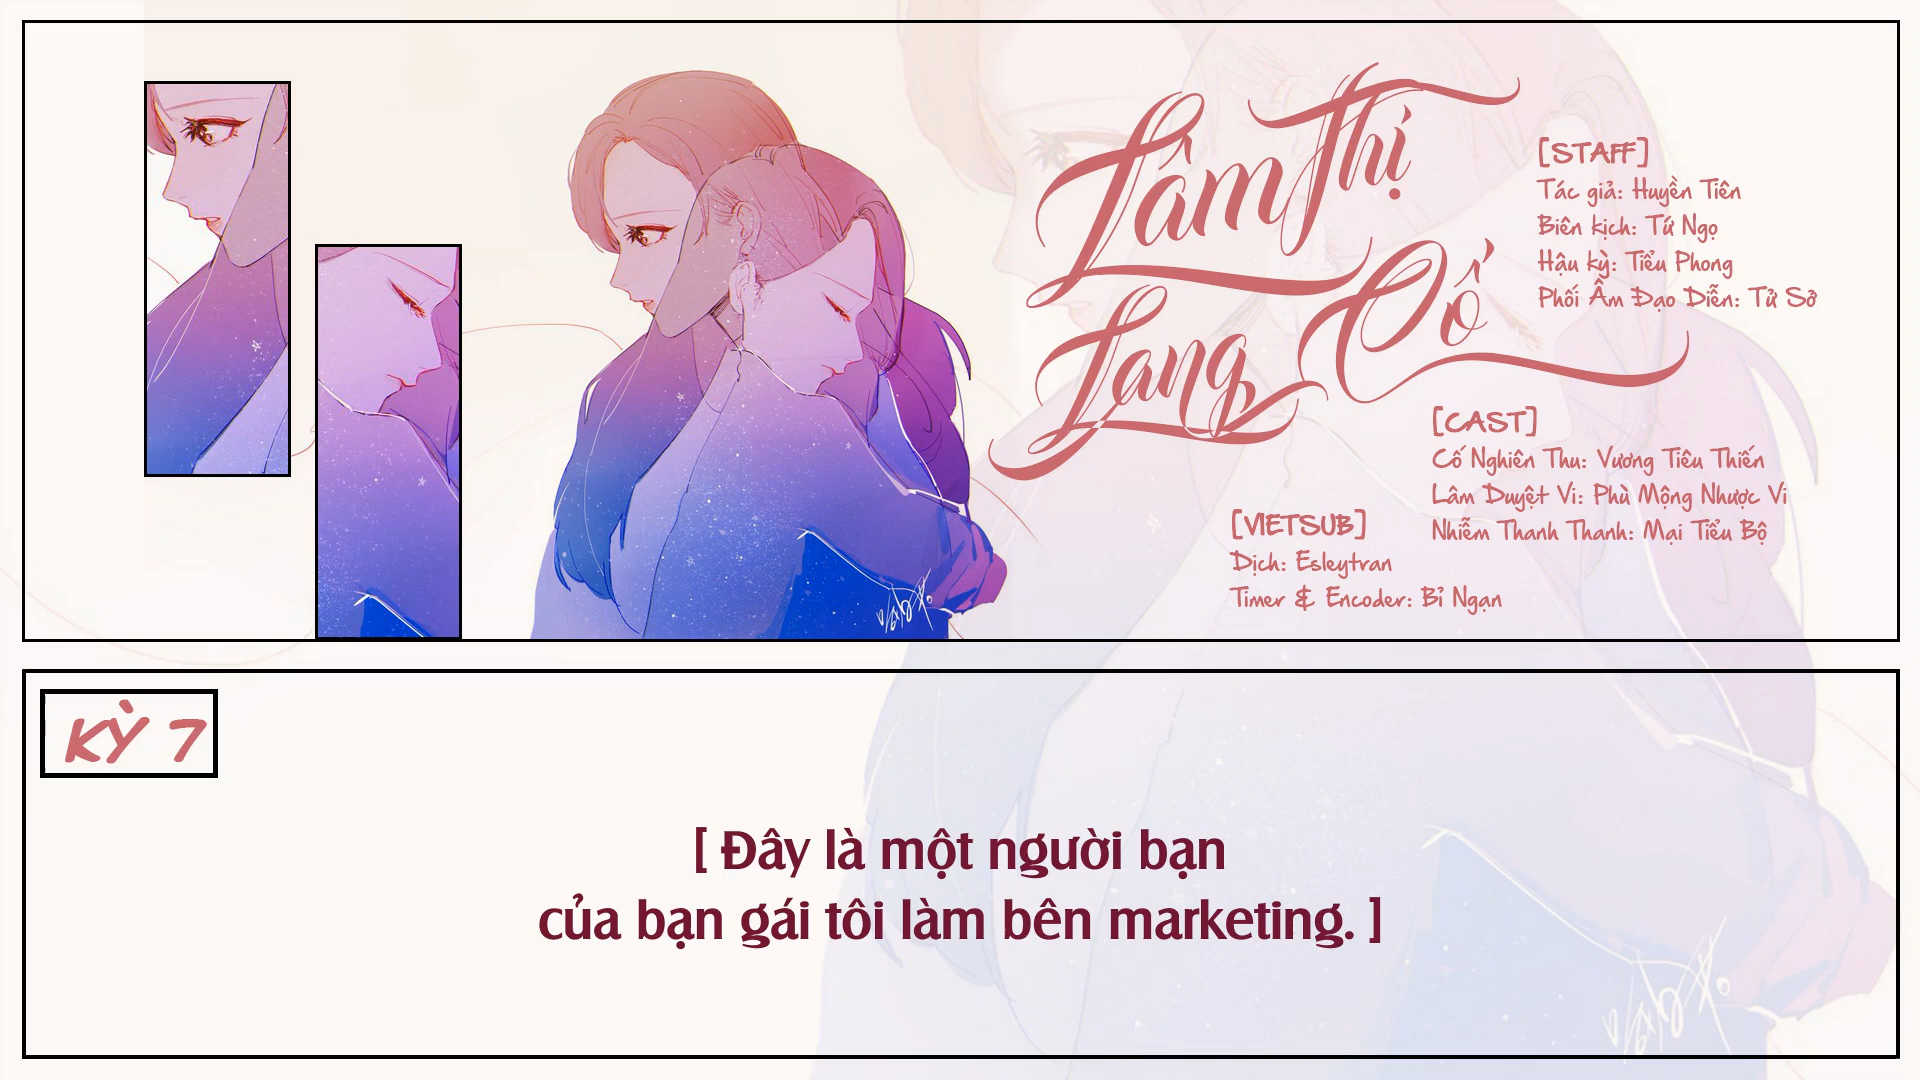 Lâm Thị
Lang Cố
[STAFF]
Tác giả: Huyền Tiên
Biên kịch: Tứ Ngọ
Hậu kỳ: Tiểu Phong
Phối Âm Đạo Diễn: Tử Sở
[CAST]
Cố Nghiên Thu: Vương Tiêu Thiến
Lâm Duyệt Vi: Phù Mộng Nhược Vi
Nhiễm Thanh Thanh: Mại Tiểu Bộ
[VIETSUB]
Dịch: Esleytran
Timer & Encoder: Bỉ Ngạn
KỲ 7
[ Đây là một người bạn
của bạn gái tôi làm bên marketing. ]